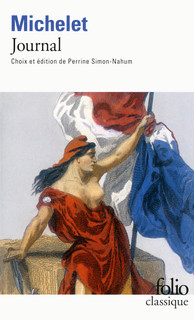 Michelet
Journal
Choix et édition de Perrine Simon-Nahum
folio
classique